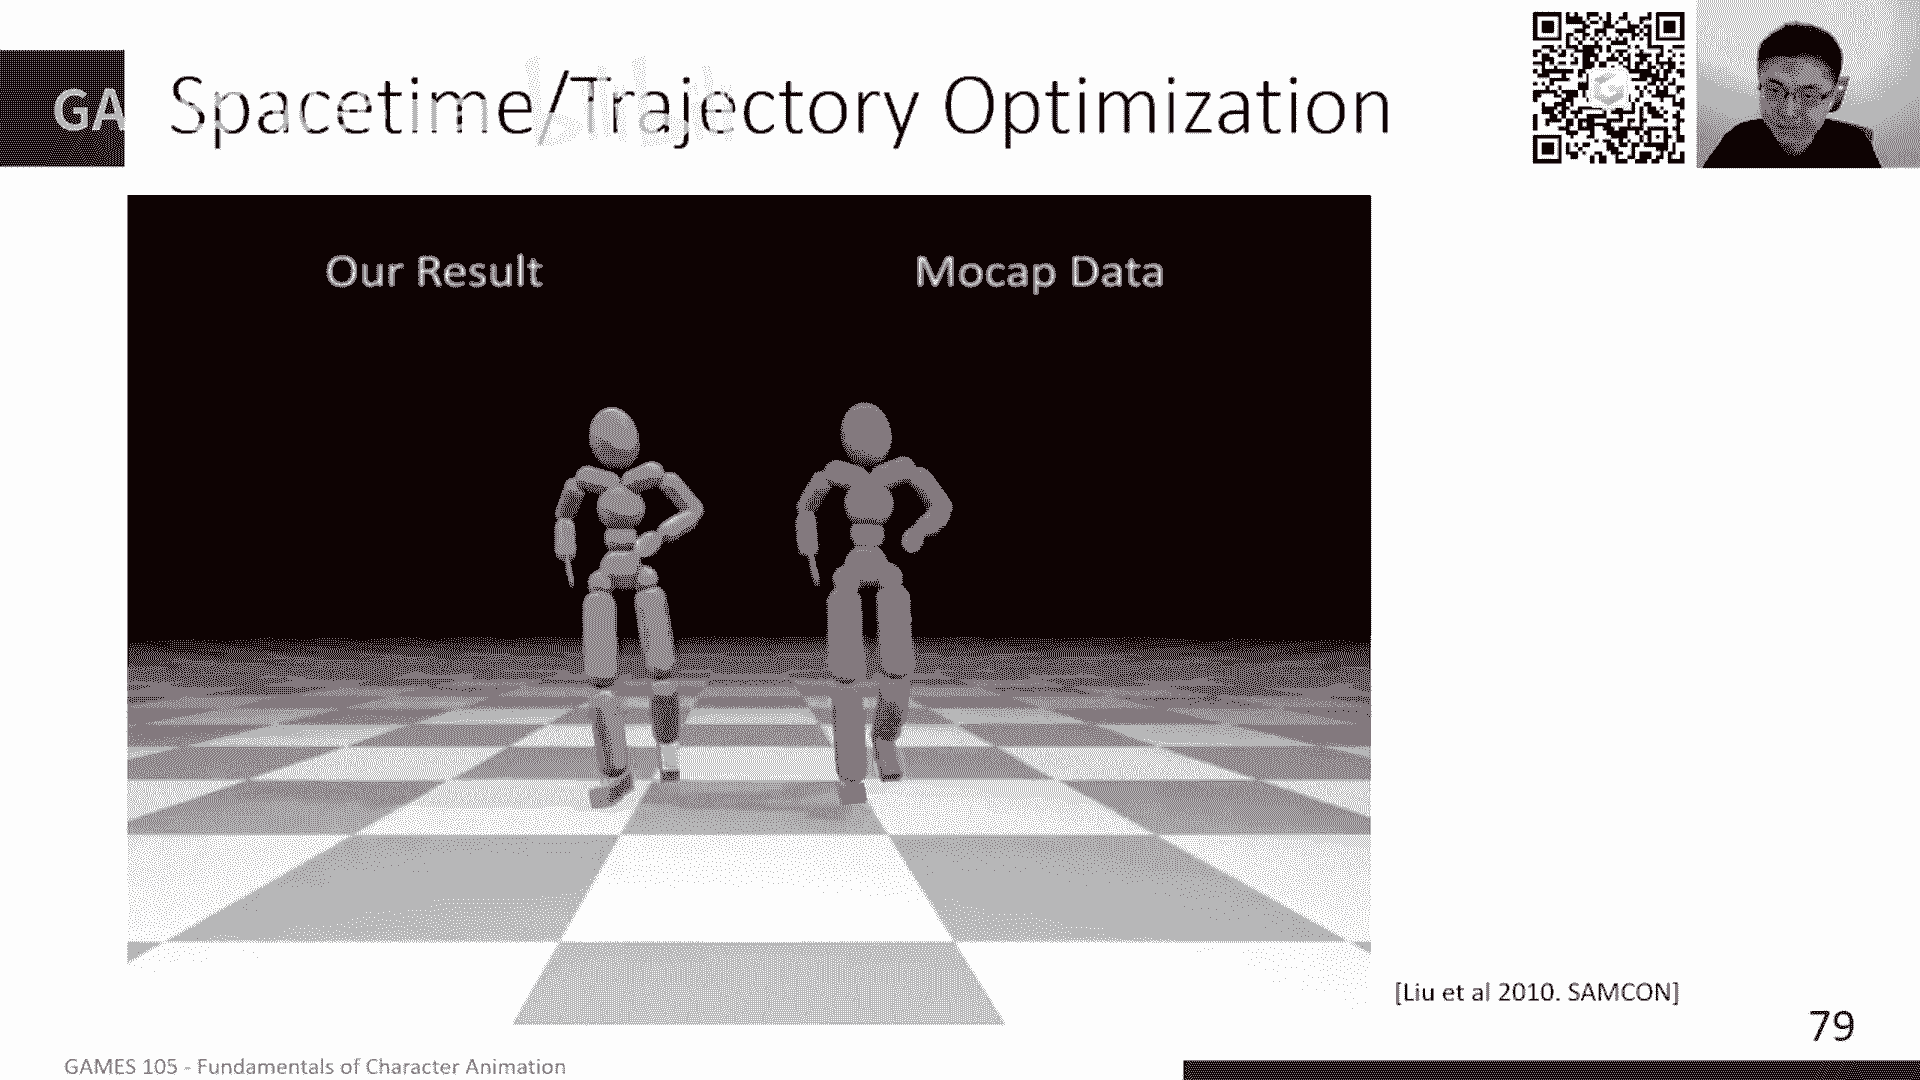 GA
Spacetime/Trajectory Optimization
Our Result
Mocap Data
[Liu et al 2010. SAMCON]
79
GAMES 105 - Fundamentals of Character Animation